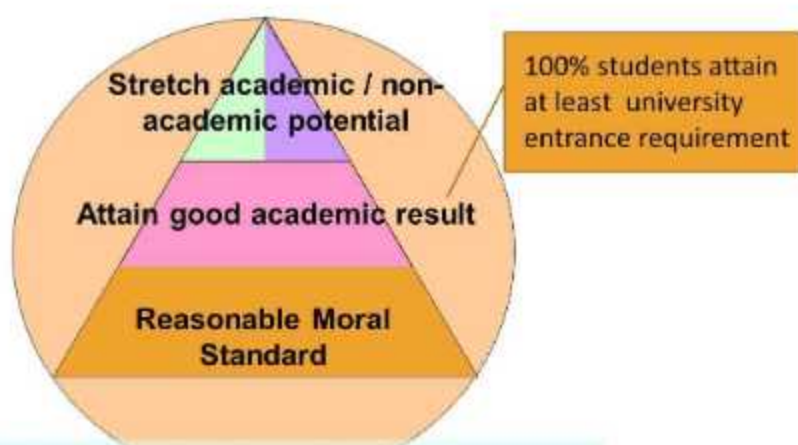 Stretch academic / non-
academic potential
100% students attain
at least university
entrance requirement
Attain good academic result
Reasonable Moral
Standard